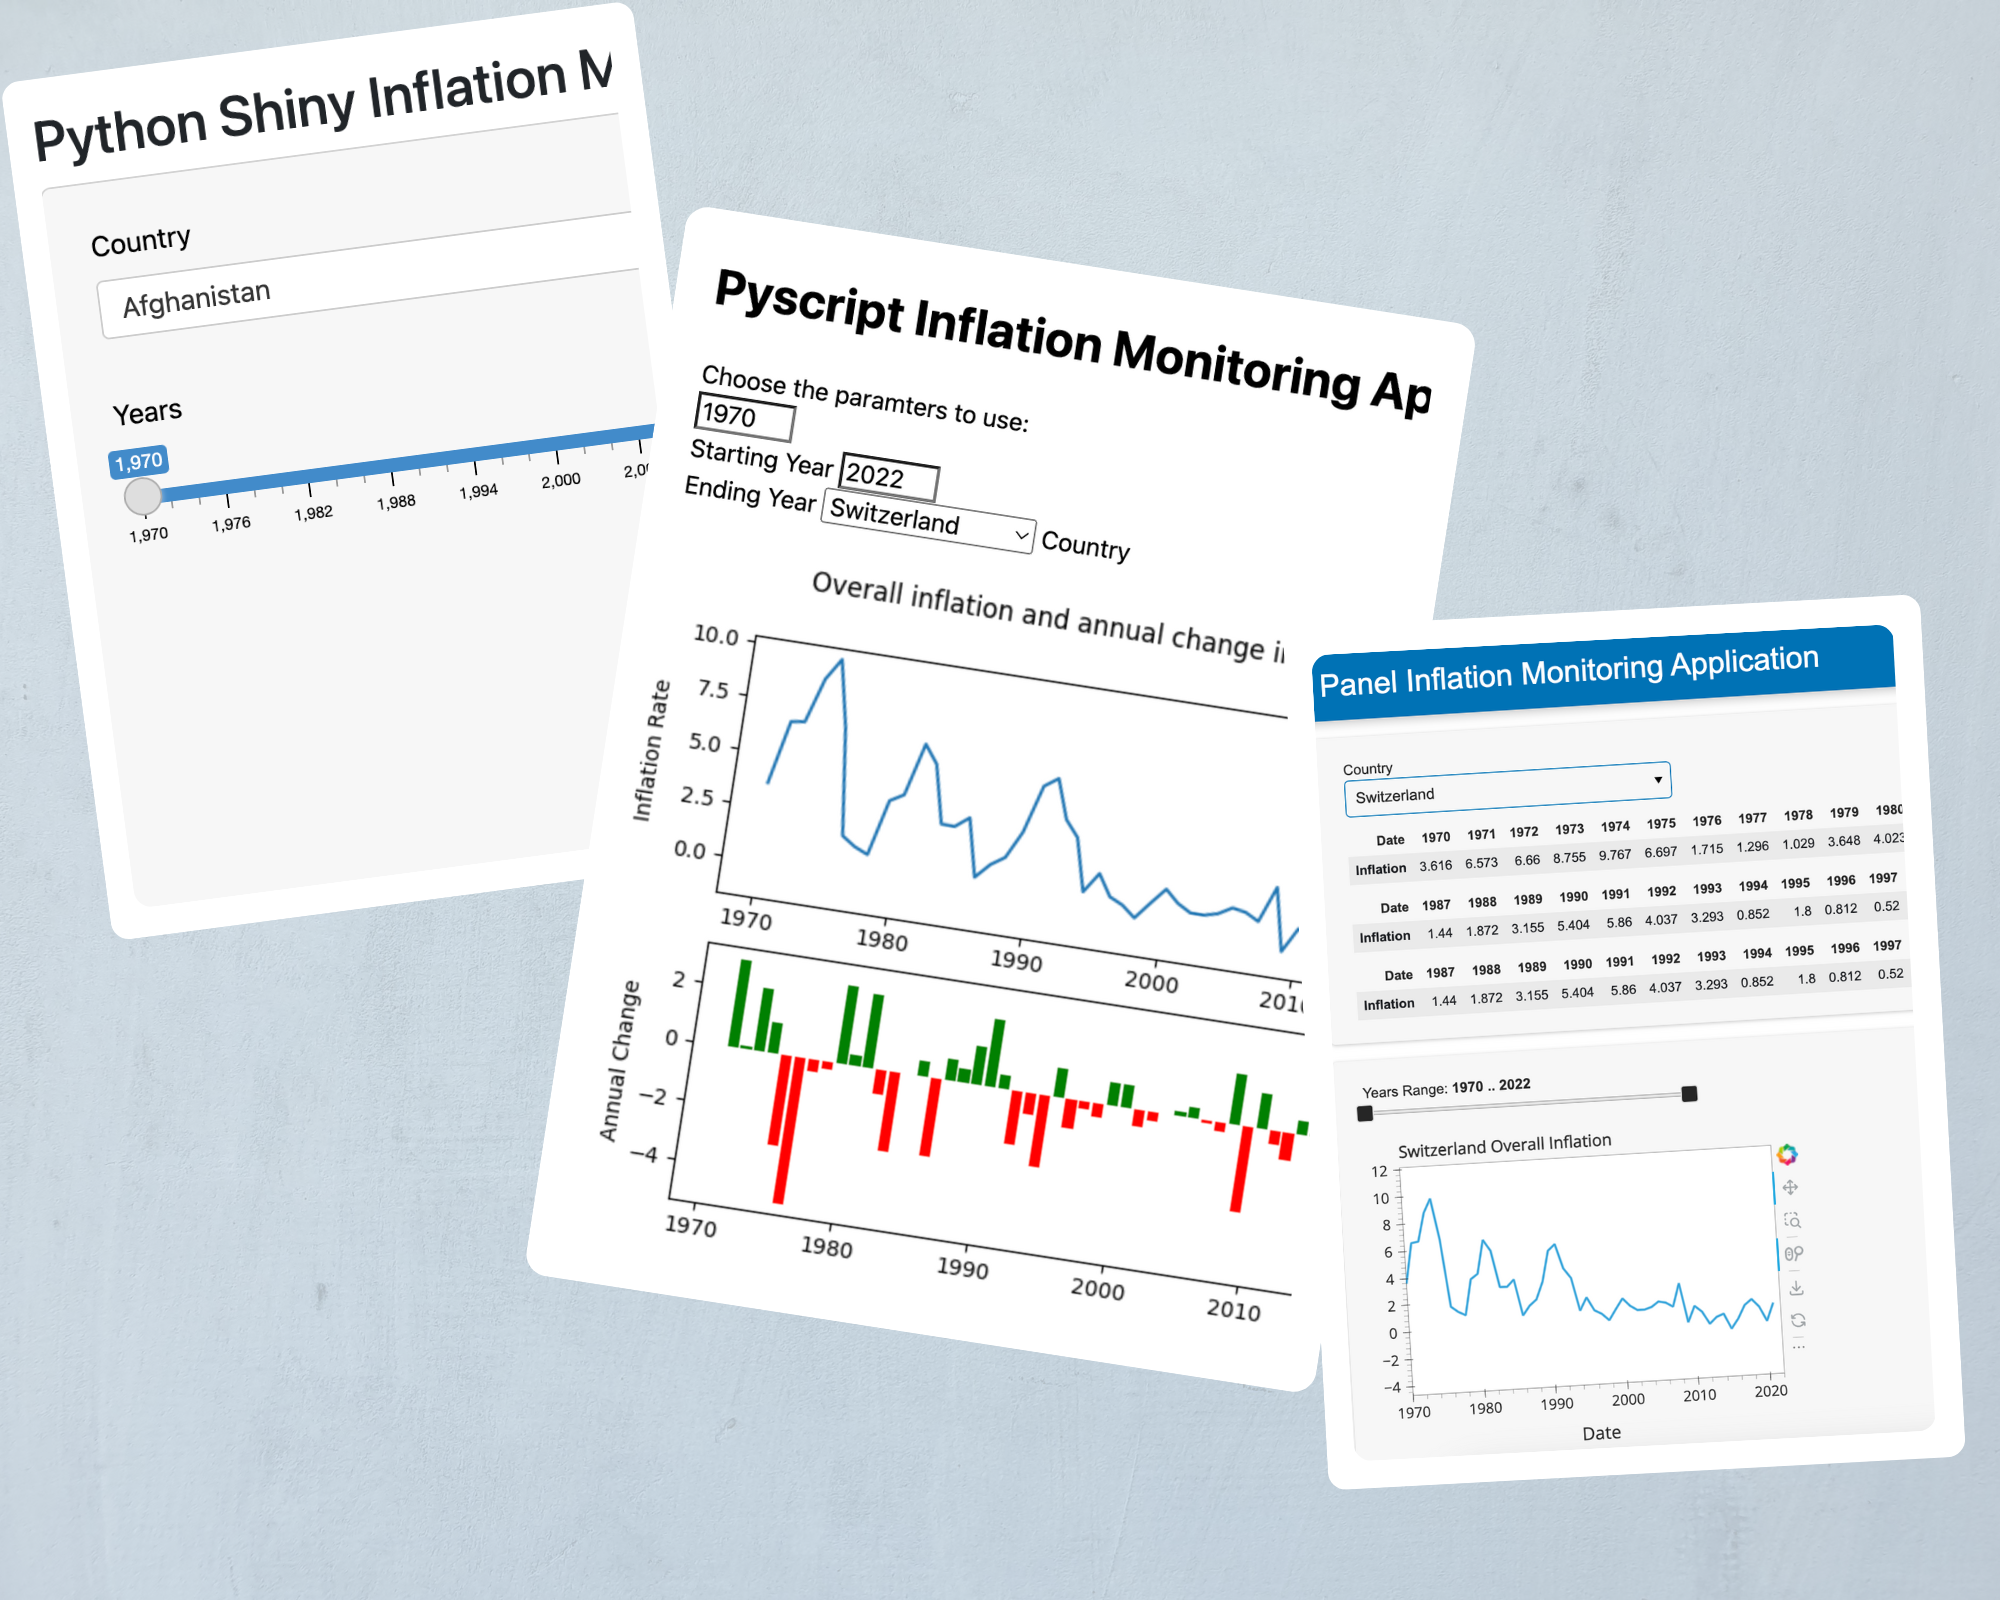 Python Shiny Inflation M
Country
Afghanistan
Years
1,970
1,970 1,976 1,982 1,988 1,994 2,000 2,00
Pyscript Inflation Monitoring Ap
Choose the paramters to use:
1970
Starting Year 2022
Ending Year Switzerland Country
Overall inflation and annual change i
Inflation Rate
10.0
7.5
5.0
2.5
0.0
1970 1980 1990 2000 2010
Annual Change
2
0
−2
−4
1970 1980 1990 2000 2010
Panel Inflation Monitoring Application
Country
Switzerland
Date 1970 1971 1972 1973 1974 1975 1976 1977 1978 1979 1980
Inflation 3.616 6.573 6.66 8.755 9.767 6.697 1.715 1.296 1.029 3.648 4.023
Date 1987 1988 1989 1990 1991 1992 1993 1994 1995 1996 1997
Inflation 1.44 1.872 3.155 5.404 5.86 4.037 3.293 0.852 1.8 0.812 0.52
Date 1987 1988 1989 1990 1991 1992 1993 1994 1995 1996 1997
Inflation 1.44 1.872 3.155 5.404 5.86 4.037 3.293 0.852 1.8 0.812 0.52
Years Range: 1970 .. 2022
Switzerland Overall Inflation
12
10
8
6
4
2
0
−2
−4
1970 1980 1990 2000 2010 2020
Date